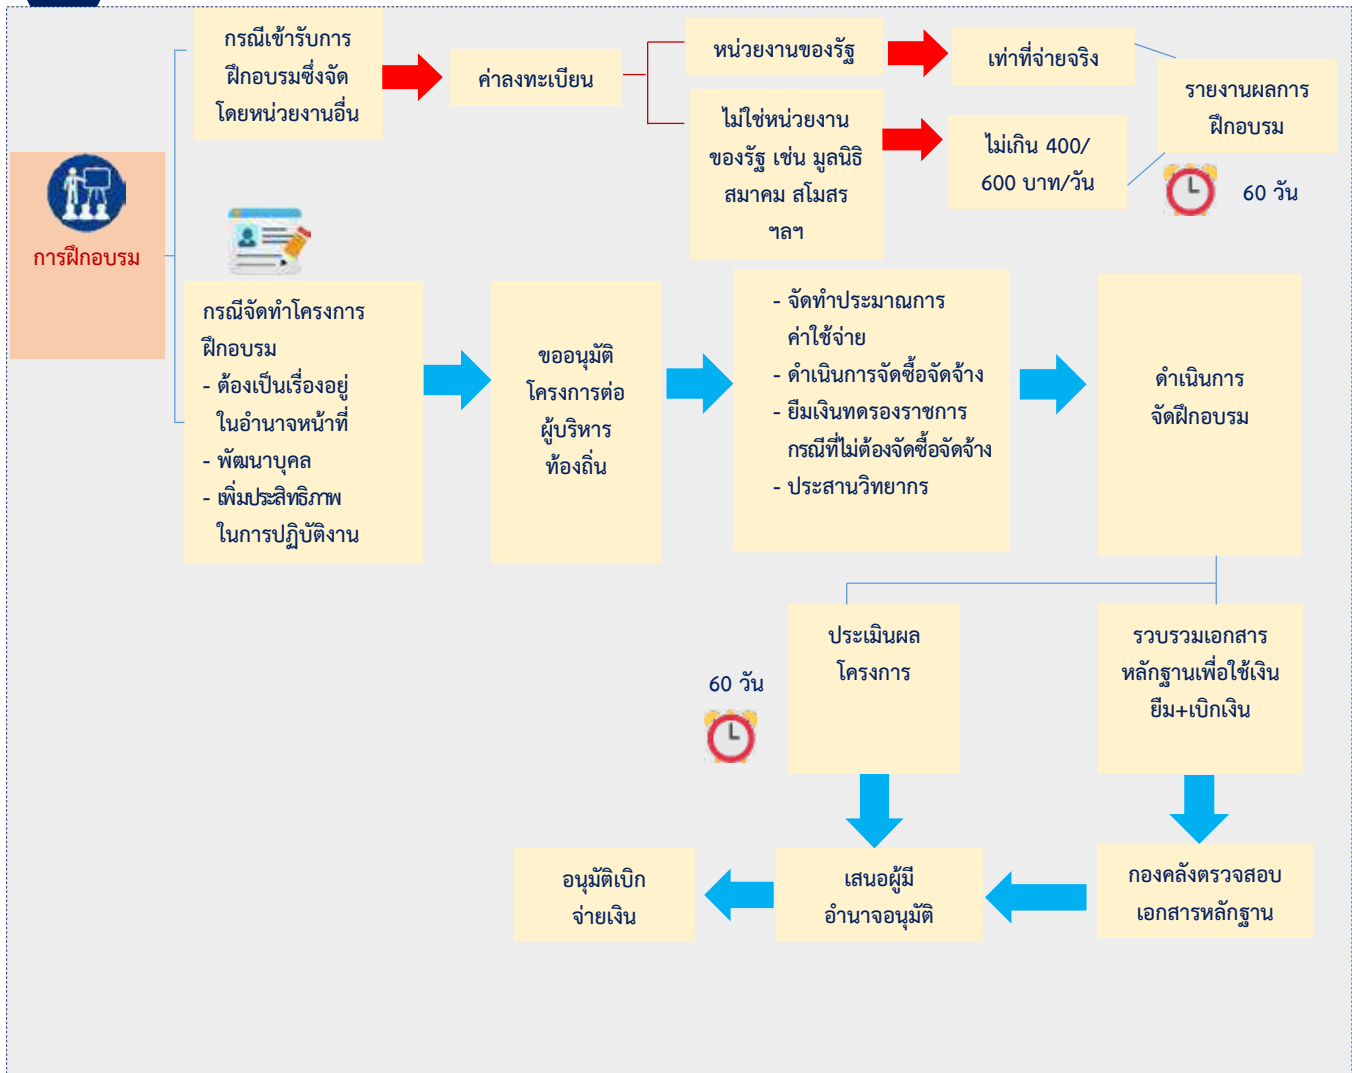 การฝึกอบรม
กรณีเข้ารับการ
ฝึกอบรมซึ่งจัด
โดยหน่วยงานอื่น
ค่าลงทะเบียน
หน่วยงานของรัฐ
เท่าที่จ่ายจริง
ไม่ใช่หน่วยงาน
ของรัฐ เช่น มูลนิธิ
สมาคม สโมสร
ฯลฯ
ไม่เกิน 400/
600 บาท/วัน
รายงานผลการ
ฝึกอบรม
60 วัน
กรณีจัดทำโครงการ
ฝึกอบรม
- ต้องเป็นเรื่องอยู่
ในอำนาจหน้าที่
- พัฒนาบุคล
- เพิ่มประสิทธิภาพ
ในการปฏิบัติงาน
ขออนุมัติ
โครงการต่อ
ผู้บริหาร
ท้องถิ่น
- จัดทำประมาณการ
ค่าใช้จ่าย
- ดำเนินการจัดซื้อจัดจ้าง
- ยืมเงินทดรองราชการ
กรณีที่ไม่ต้องจัดซื้อจัดจ้าง
- ประสานวิทยากร
ดำเนินการ
จัดฝึกอบรม
ประเมินผล
โครงการ
60 วัน
รวบรวมเอกสาร
หลักฐานเพื่อใช้เงิน
ยืม+เบิกเงิน
กองคลังตรวจสอบ
เอกสารหลักฐาน
เสนอผู้มี
อำนาจอนุมัติ
อนุมัติเบิก
จ่ายเงิน